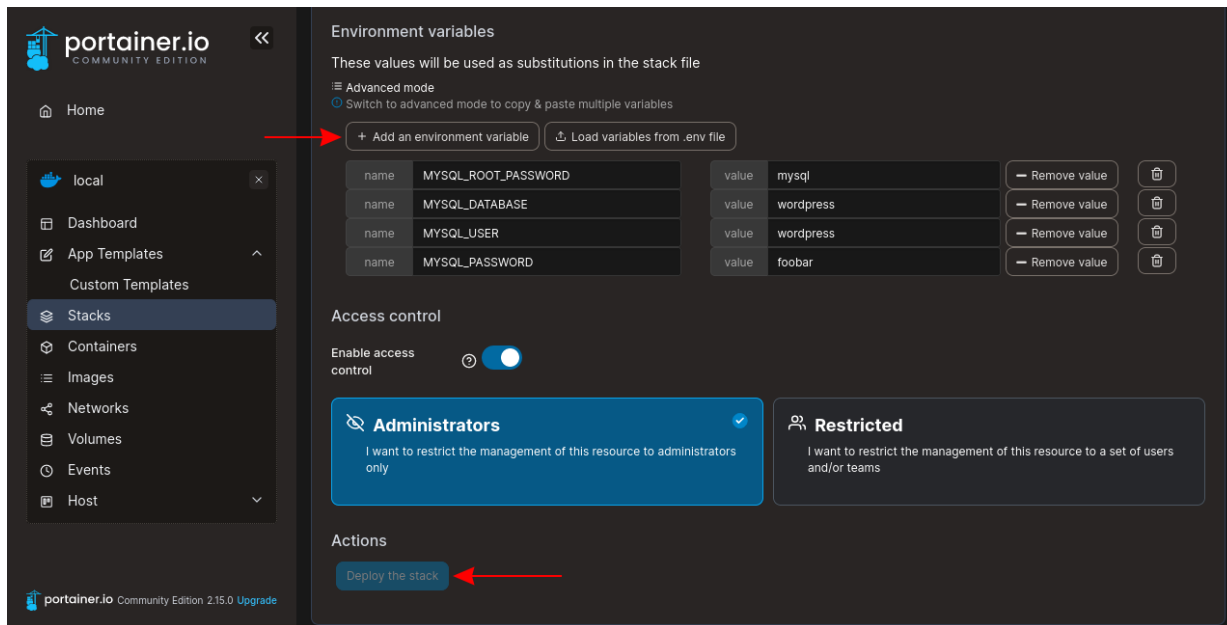 portainer.io
COMMUNITY EDITION
Home
local
Dashboard
App Templates
Custom Templates
Stacks
Containers
Images
Networks
Volumes
Events
Host
portainer.io Community Edition 2.15.0 Upgrade
Environment variables
These values will be used as substitutions in the stack file
Advanced mode
Switch to advanced mode to copy & paste multiple variables
+ Add an environment variable Load variables from .env file
name MYSQL_ROOT_PASSWORD value mysql Remove value
name MYSQL_DATABASE value wordpress Remove value
name MYSQL_USER value wordpress Remove value
name MYSQL_PASSWORD value foobar Remove value
Access control
Enable access
control
Administrators
I want to restrict the management of this resource to administrators
only
Restricted
I want to restrict the management of this resource to a set of users
and/or teams
Actions
Deploy the stack